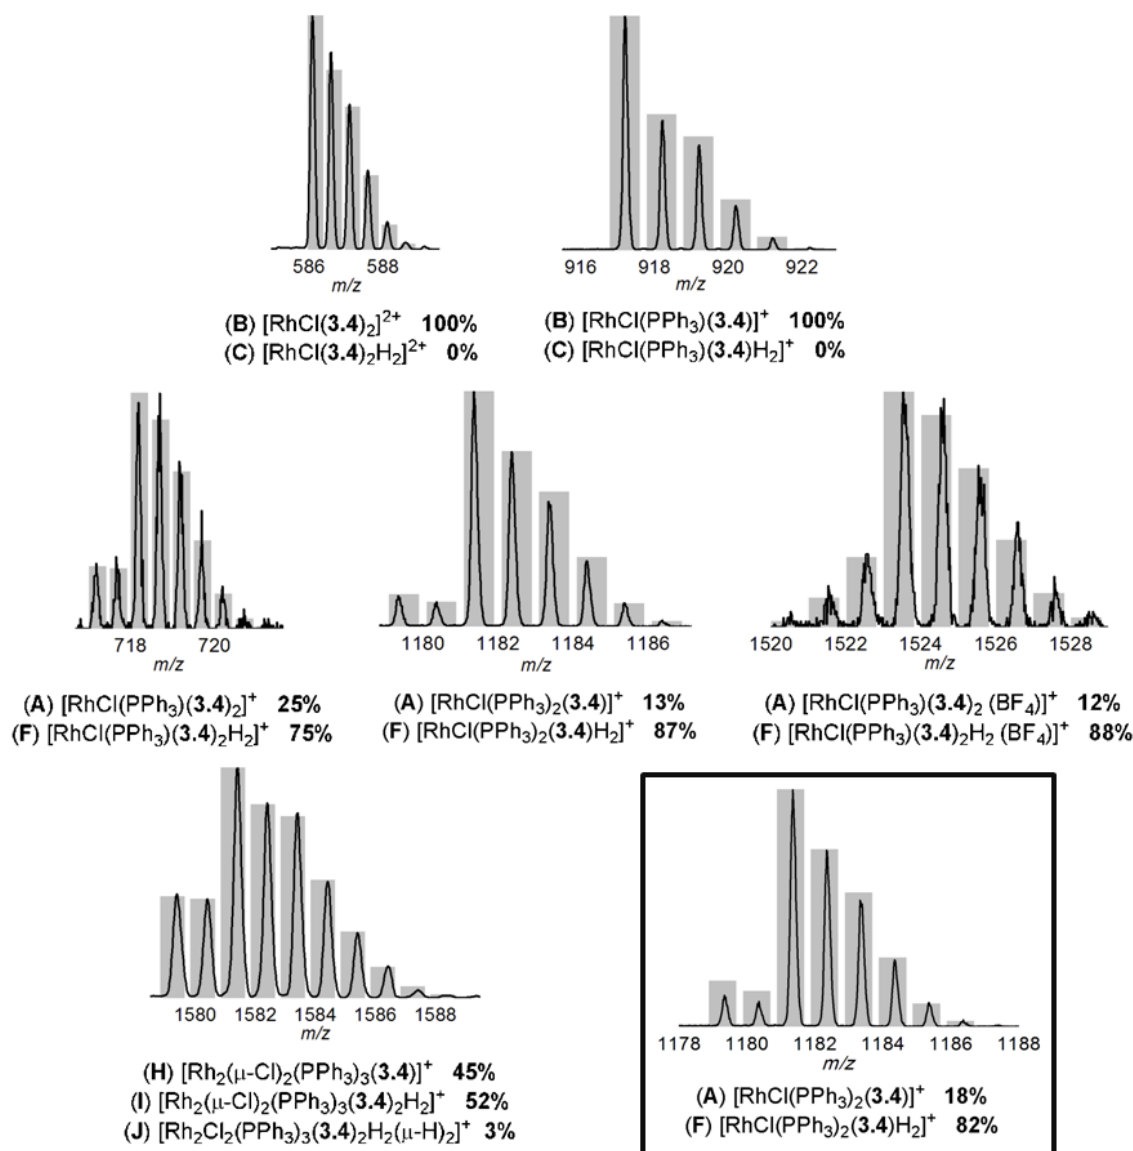 586 588
m/z
(B) [RhCl(3.4)₂]²⁺ 100%
(C) [RhCl(3.4)₂H₂]²⁺ 0%
916 918 920 922
m/z
(B) [RhCl(PPh₃)(3.4)]⁺ 100%
(C) [RhCl(PPh₃)(3.4)H₂]⁺ 0%
718 720
m/z
(A) [RhCl(PPh₃)(3.4)₂]⁺ 25%
(F) [RhCl(PPh₃)(3.4)₂H₂]⁺ 75%
1180 1182 1184 1186
m/z
(A) [RhCl(PPh₃)₂(3.4)]⁺ 13%
(F) [RhCl(PPh₃)₂(3.4)H₂]⁺ 87%
1520 1522 1524 1526 1528
m/z
(A) [RhCl(PPh₃)(3.4)₂ (BF₄)]⁺ 12%
(F) [RhCl(PPh₃)(3.4)₂H₂ (BF₄)]⁺ 88%
1580 1582 1584 1586 1588
m/z
(H) [Rh₂(μ-Cl)₂(PPh₃)₃(3.4)]⁺ 45%
(I) [Rh₂(μ-Cl)₂(PPh₃)₃(3.4)₂H₂]⁺ 52%
(J) [Rh₂Cl₂(PPh₃)₃(3.4)₂H₂(μ-H)₂]⁺ 3%
1178 1180 1182 1184 1186 1188
m/z
(A) [RhCl(PPh₃)₂(3.4)]⁺ 18%
(F) [RhCl(PPh₃)₂(3.4)H₂]⁺ 82%